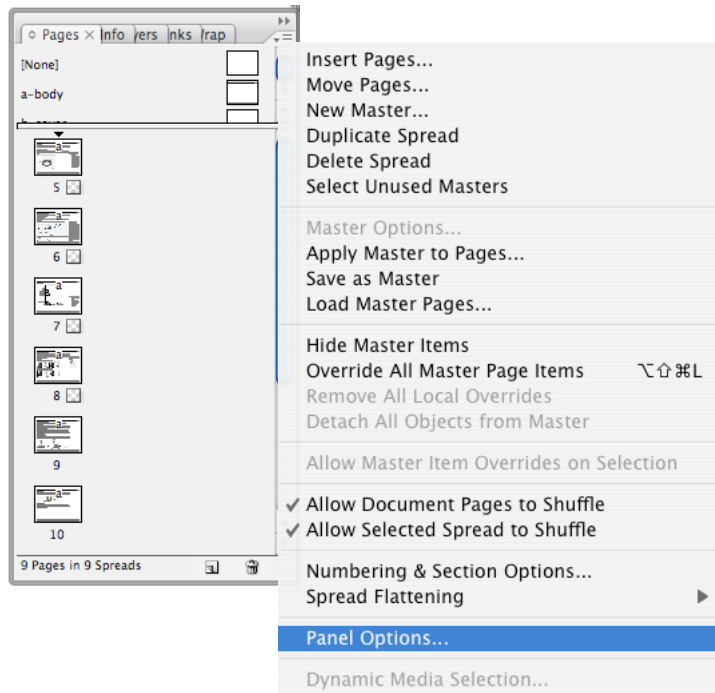 Pages × Info yers nks rap
[None]
a-body
5
6
7
8
9
10
9 Pages in 9 Spreads
Insert Pages...
Move Pages...
New Master...
Duplicate Spread
Delete Spread
Select Unused Masters
Master Options...
Apply Master to Pages...
Save as Master
Load Master Pages...
Hide Master Items
Override All Master Page Items ⌥⇧⌘L
Remove All Local Overrides
Detach All Objects from Master
Allow Master Item Overrides on Selection
✓ Allow Document Pages to Shuffle
✓ Allow Selected Spread to Shuffle
Numbering & Section Options...
Spread Flattening
Panel Options...
Dynamic Media Selection...